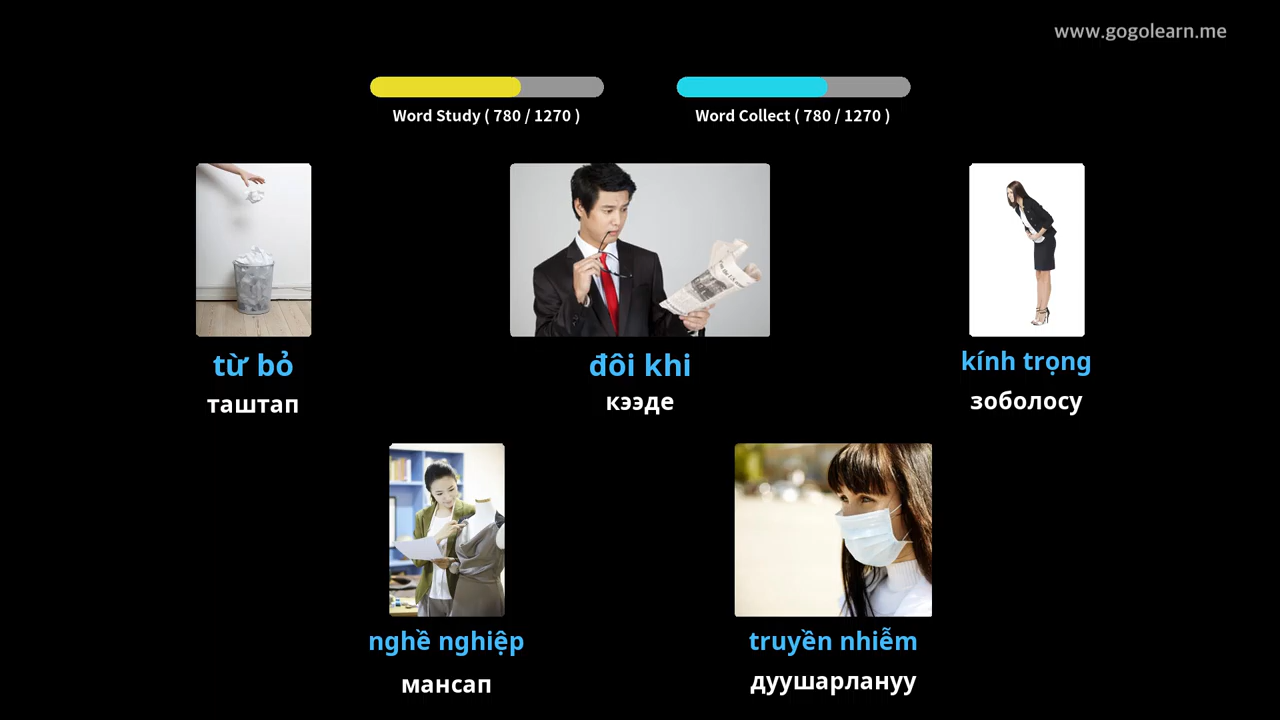 www.gogolearn.me
Word Study ( 780 / 1270 )
Word Collect ( 780 / 1270 )
từ bỏ
đôi khi
kính trọng
таштап
кээде
зоболосу
nghề nghiệp
truyền nhiễm
мансап
дуушарлануу